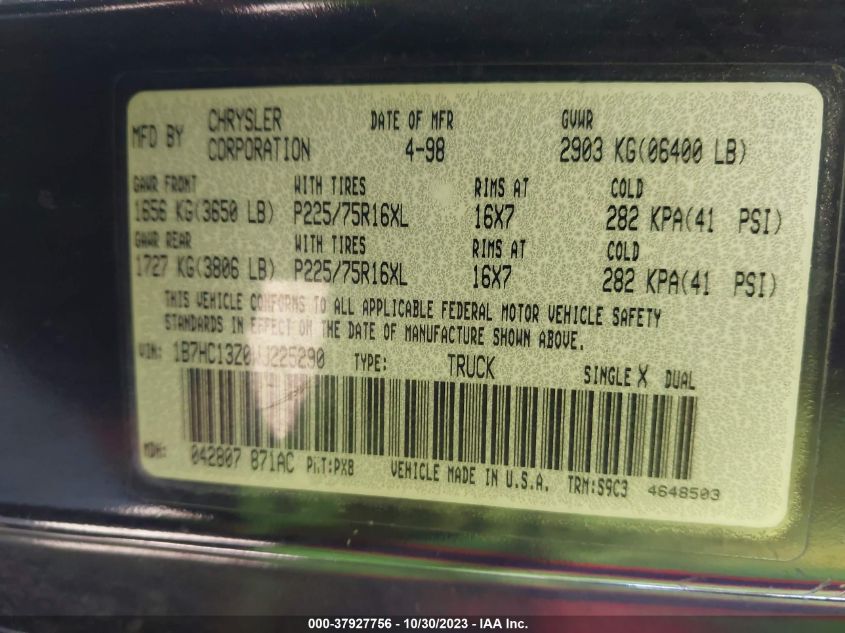 MFD BY CHRYSLER CORPORATION DATE OF MFR 4-98 GVWR 2903 KG(06400 LB)
GAWR FRONT WITH TIRES RIMS AT COLD
1656 KG(3650 LB) P225/75R16XL 16X7 282 KPA(41 PSI)
GAWR REAR WITH TIRES RIMS AT COLD
1727 KG(3806 LB) P225/75R16XL 16X7 282 KPA(41 PSI)
THIS VEHICLE CONFORMS TO ALL APPLICABLE FEDERAL MOTOR VEHICLE SAFETY
STANDARDS IN EFFECT ON THE DATE OF MANUFACTURE SHOWN ABOVE.
VIN: TYPE: TRUCK SINGLE X DUAL
MDH: 042807 871AC PNT:PX8 VEHICLE MADE IN U.S.A. TRM:S9C3 4648503
000-37927756 - 10/30/2023 - IAA Inc.